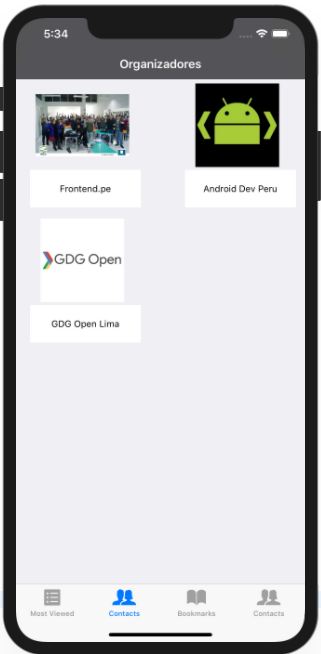 5:34
Organizadores
Frontend.pe
Android Dev Peru
GDG Open
GDG Open Lima
Most Viewed
Contacts
Bookmarks
Contacts